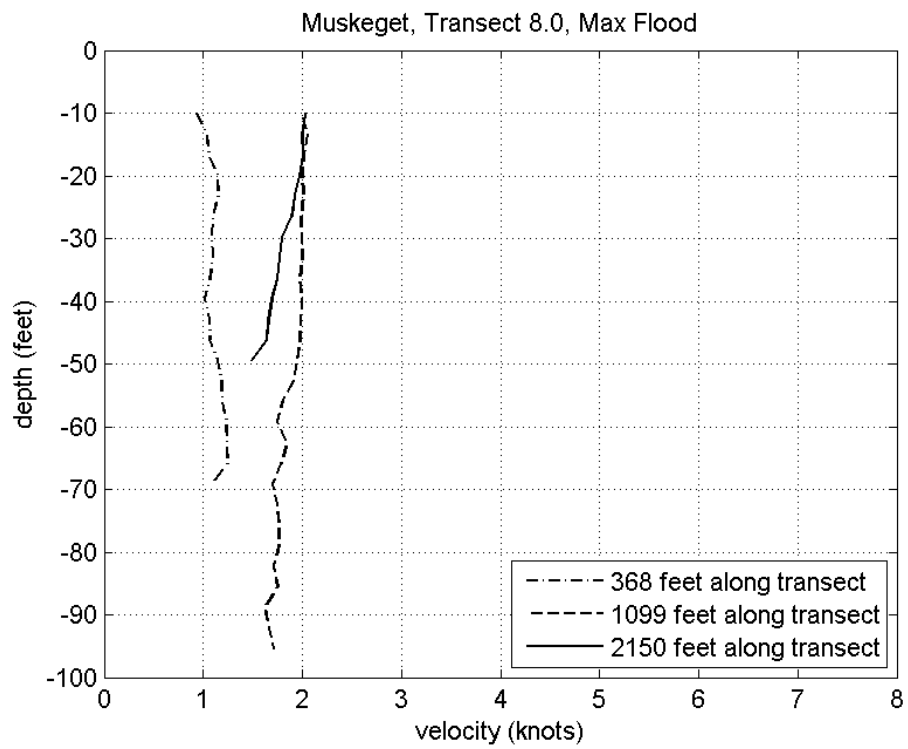 Muskeget, Transect 8.0, Max Flood
0
-10
-20
-30
-40
-50
-60
-70
-80
-90
-100
depth (feet)
0 1 2 3 4 5 6 7 8
velocity (knots)
368 feet along transect
1099 feet along transect
2150 feet along transect